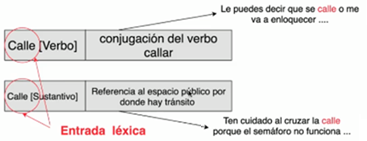 Le puedes decir que se calle o me
va a enloquecer ....
Calle [Verbo]
conjugación del verbo
callar
Calle [Sustantivo]
Referencia al espacio público por
donde hay tránsito
Entrada léxica
Ten cuidado al cruzar la calle
porque el semáforo no funciona ...